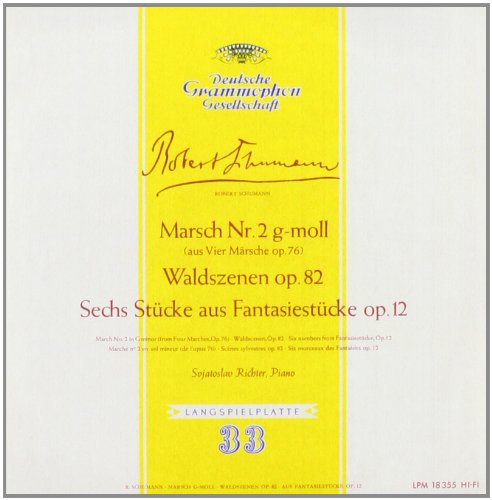 Deutsche
Grammophon
Gesellschaft
Robert Schumann
ROBERT SCHUMANN
Marsch Nr. 2 g-moll
(aus Vier Märsche op. 76)
Waldszenen op. 82
Sechs Stücke aus Fantasiestücke op. 12
March No. 2 in G minor (from Four Marches, Op. 76) · Waldscenen, Op. 82 · Six numbers from Fantasiestücke, Op. 12
Marche n° 2 en sol mineur (de l'opus 76) · Scènes sylvestres op. 82 · Six morceaux des Fantaisies op. 12
Svjatoslav Richter, Piano
LANGSPIELPLATTE
33
R. SCHUMANN · MARSCH G-MOLL · WALDSZENEN OP. 82 · AUS FANTASIESTÜCKE OP. 12
LPM 18 355 HI-FI